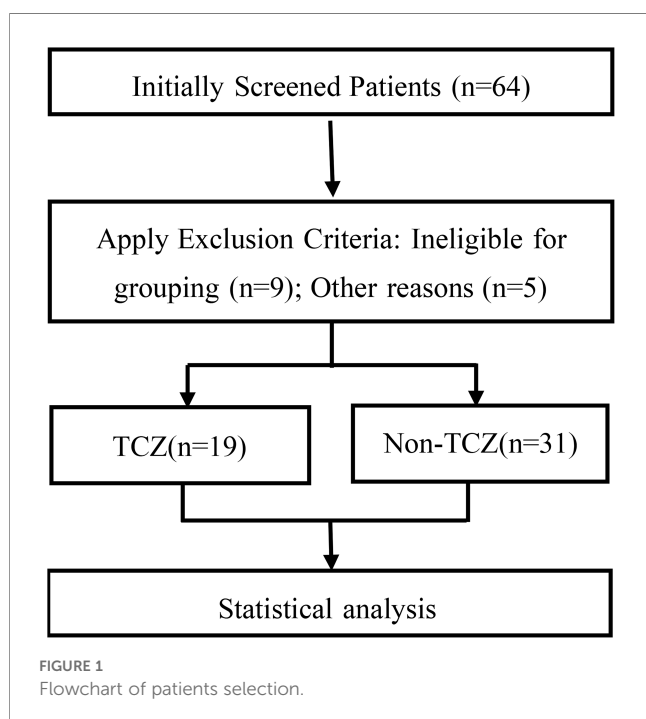 Initially Screened Patients (n=64)
Apply Exclusion Criteria: Ineligible for
grouping (n=9); Other reasons (n=5)
TCZ(n=19)
Non-TCZ(n=31)
Statistical analysis
FIGURE 1
Flowchart of patients selection.